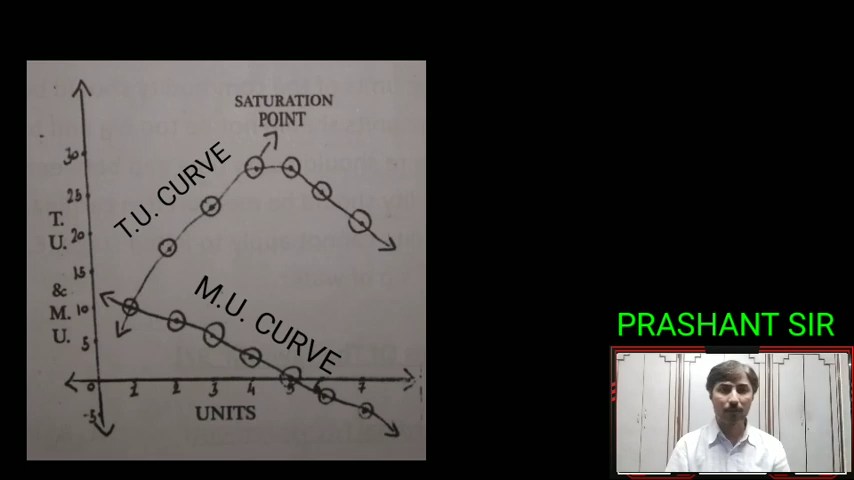 SATURATION
POINT
T.U. CURVE
M.U. CURVE
30
25
20
15
10
5
0
-5
T.
U.
&
M.
U.
1 2 3 4 5 6 7
UNITS
PRASHANT SIR